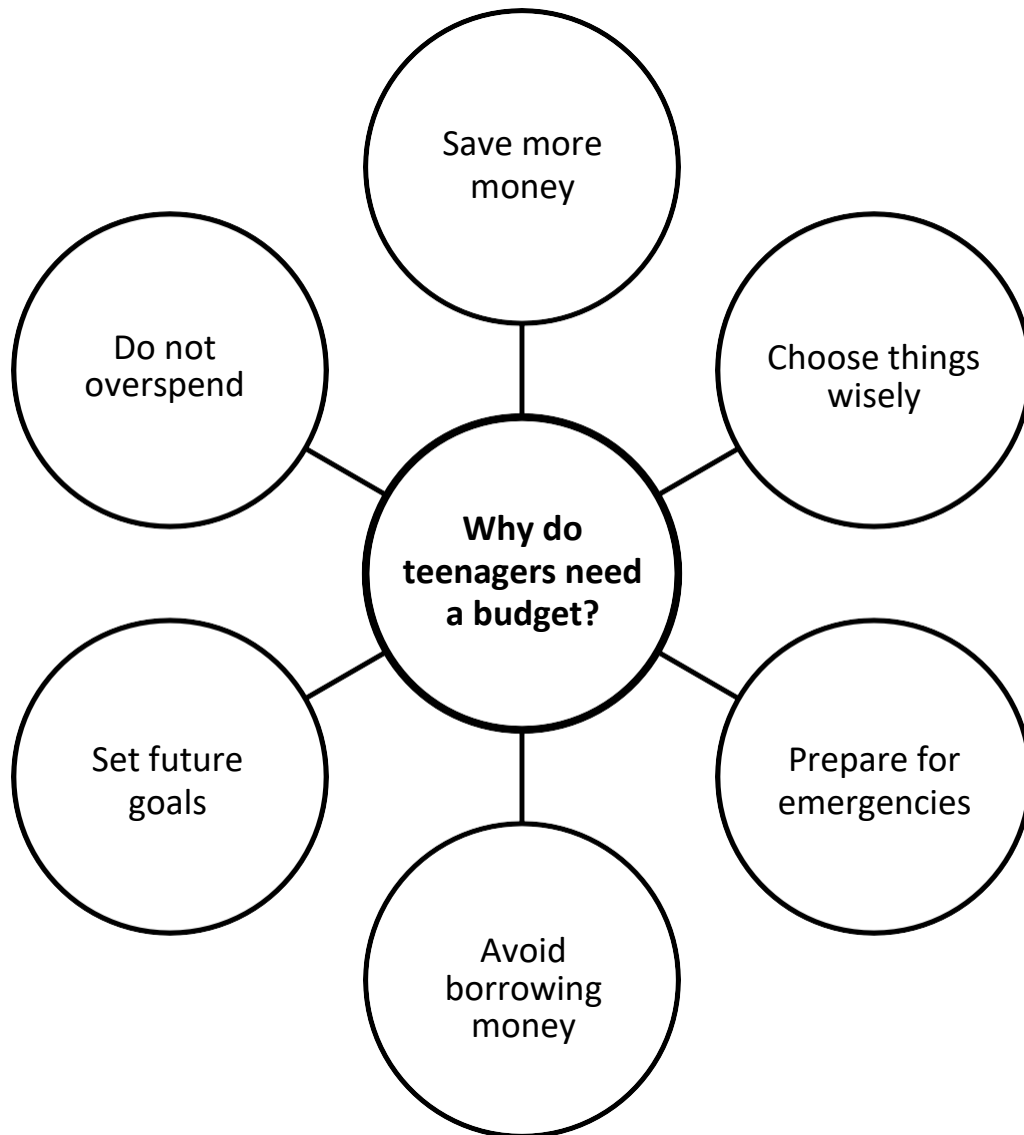 Save more
money
Do not
overspend
Choose things
wisely
Why do
teenagers need
a budget?
Set future
goals
Prepare for
emergencies
Avoid
borrowing
money